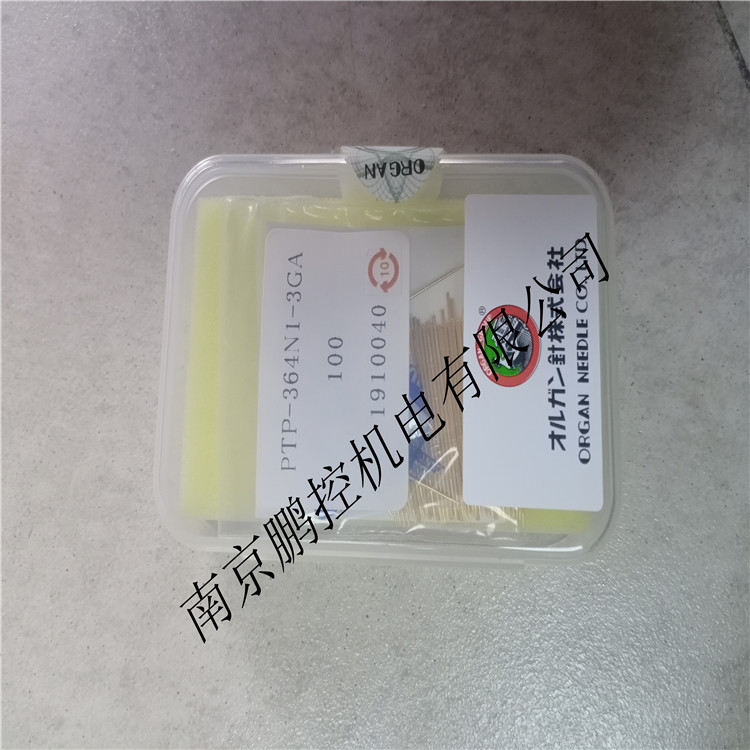 ORGAN
PTP-364N1-3GA
100
1910040
10
®
オルガン針株式会社
ORGAN NEEDLE CO.,LTD.
南京鹏控机电有限公司